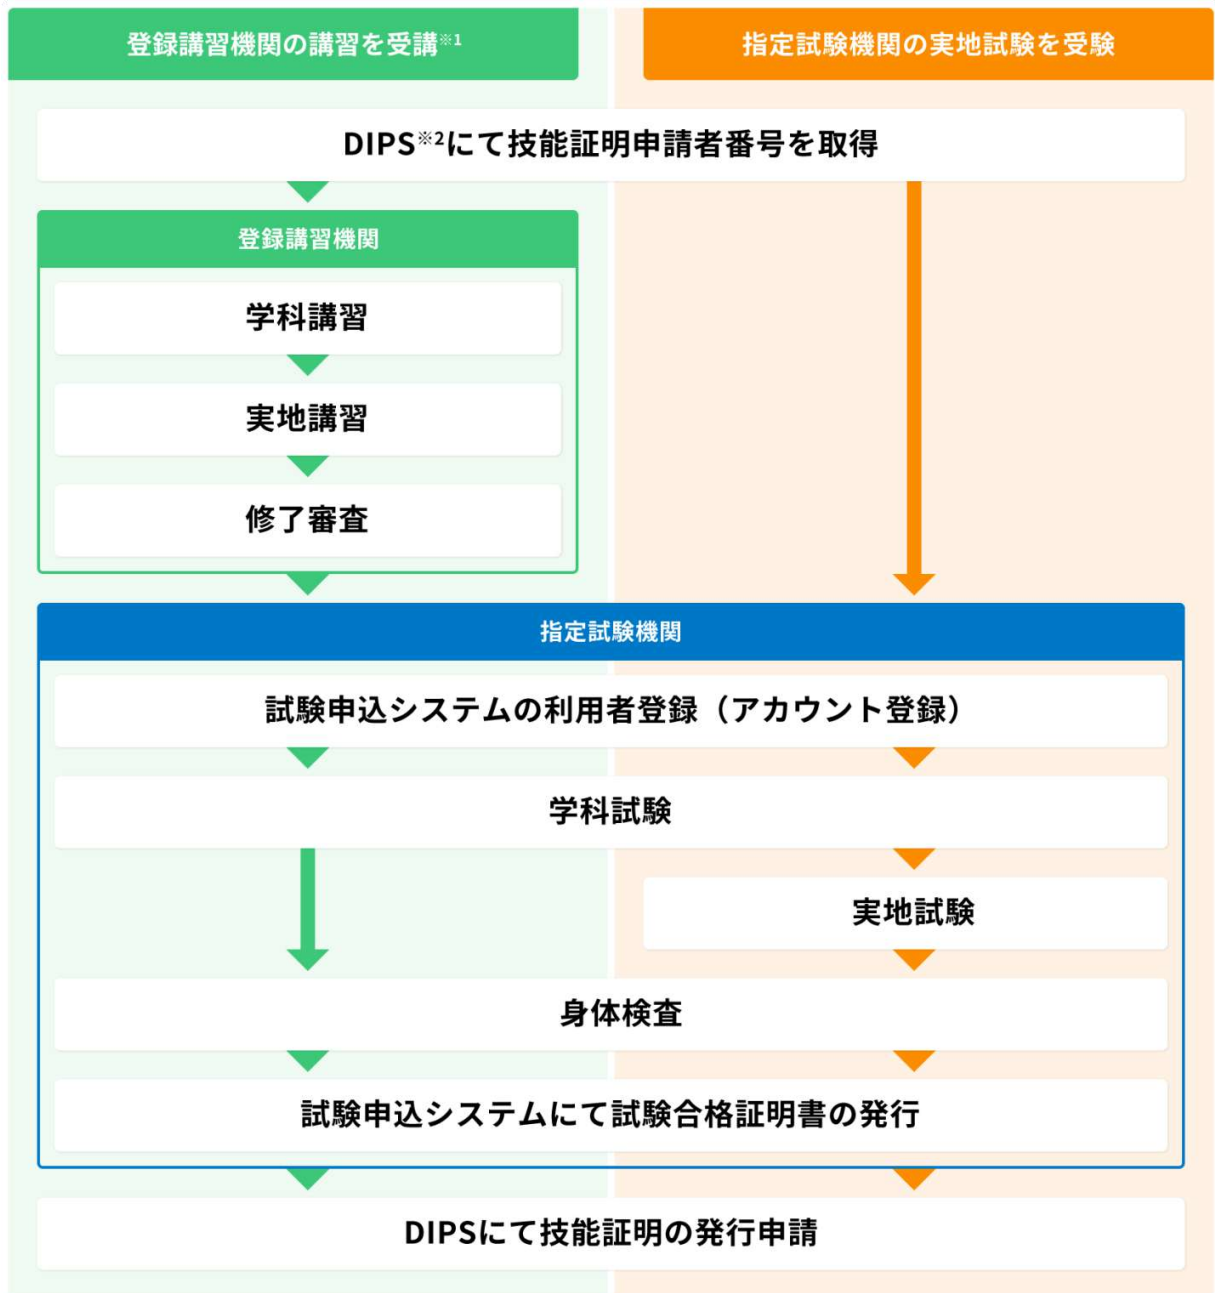 登録講習機関の講習を受講※1
指定試験機関の実地試験を受験
DIPS※2にて技能証明申請者番号を取得
登録講習機関
学科講習
実地講習
修了審査
指定試験機関
試験申込システムの利用者登録（アカウント登録）
学科試験
実地試験
身体検査
試験申込システムにて試験合格証明書の発行
DIPSにて技能証明の発行申請